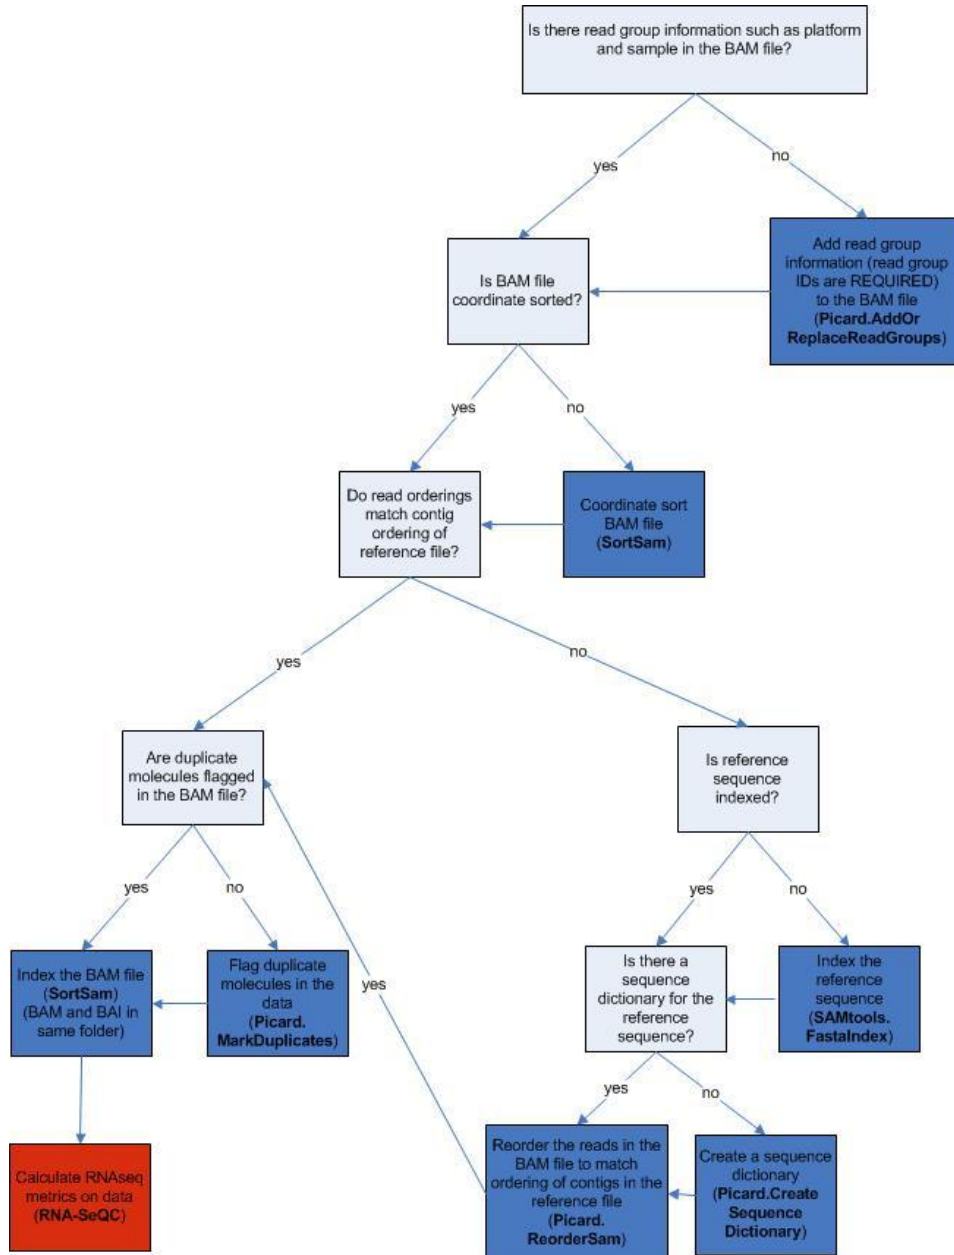 Is there read group information such as platform
and sample in the BAM file?
yes
no
Is BAM file
coordinate sorted?
Add read group
information (read group
IDs are REQUIRED)
to the BAM file
(Picard.AddOr
ReplaceReadGroups)
yes
no
Do read orderings
match contig
ordering of
reference file?
Coordinate sort
BAM file
(SortSam)
yes
no
Are duplicate
molecules flagged
in the BAM file?
Is reference
sequence
indexed?
yes
no
yes
no
Index the BAM file
(SortSam)
(BAM and BAI in
same folder)
Flag duplicate
molecules in the
data
(Picard.
MarkDuplicates)
yes
Is there a
sequence
dictionary for the
reference
sequence?
Index the
reference
sequence
(SAMtools.
FastaIndex)
yes
no
Calculate RNAseq
metrics on data
(RNA-SeQC)
Reorder the reads in the
BAM file to match
ordering of contigs in the
reference file
(Picard.
ReorderSam)
Create a sequence
dictionary
(Picard.Create
Sequence
Dictionary)